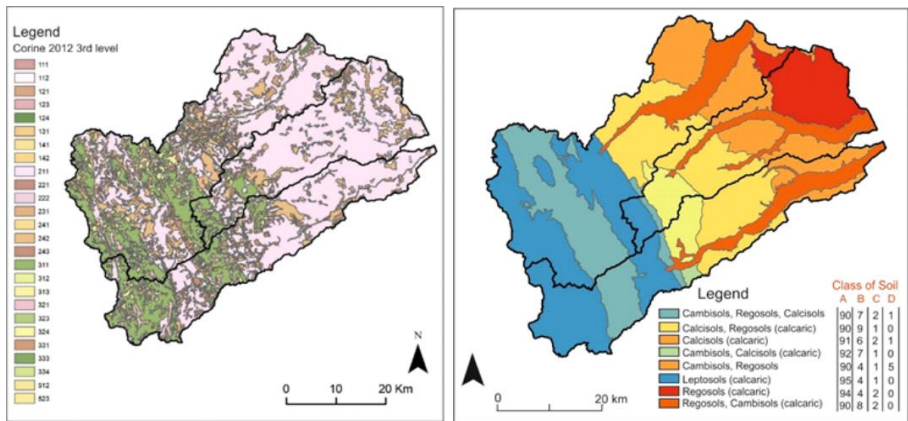 Legend
Corine 2012 3rd level
111
112
121
123
124
131
141
142
211
221
222
231
241
242
243
311
312
313
321
323
324
331
333
334
512
523
N
0 10 20 Km
Legend
Class of Soil
A B C D
Cambisols, Regosols, Calcisols 90 7 2 1
Calcisols, Regosols (calcaric) 90 9 1 0
Calcisols (calcaric) 91 6 2 1
Cambisols, Calcisols (calcaric) 92 7 1 0
Cambisols, Regosols 90 4 1 5
Leptosols (calcaric) 95 4 1 0
Regosols (calcaric) 94 4 2 0
Regosols, Cambisols (calcaric) 90 8 2 0
0 20 km